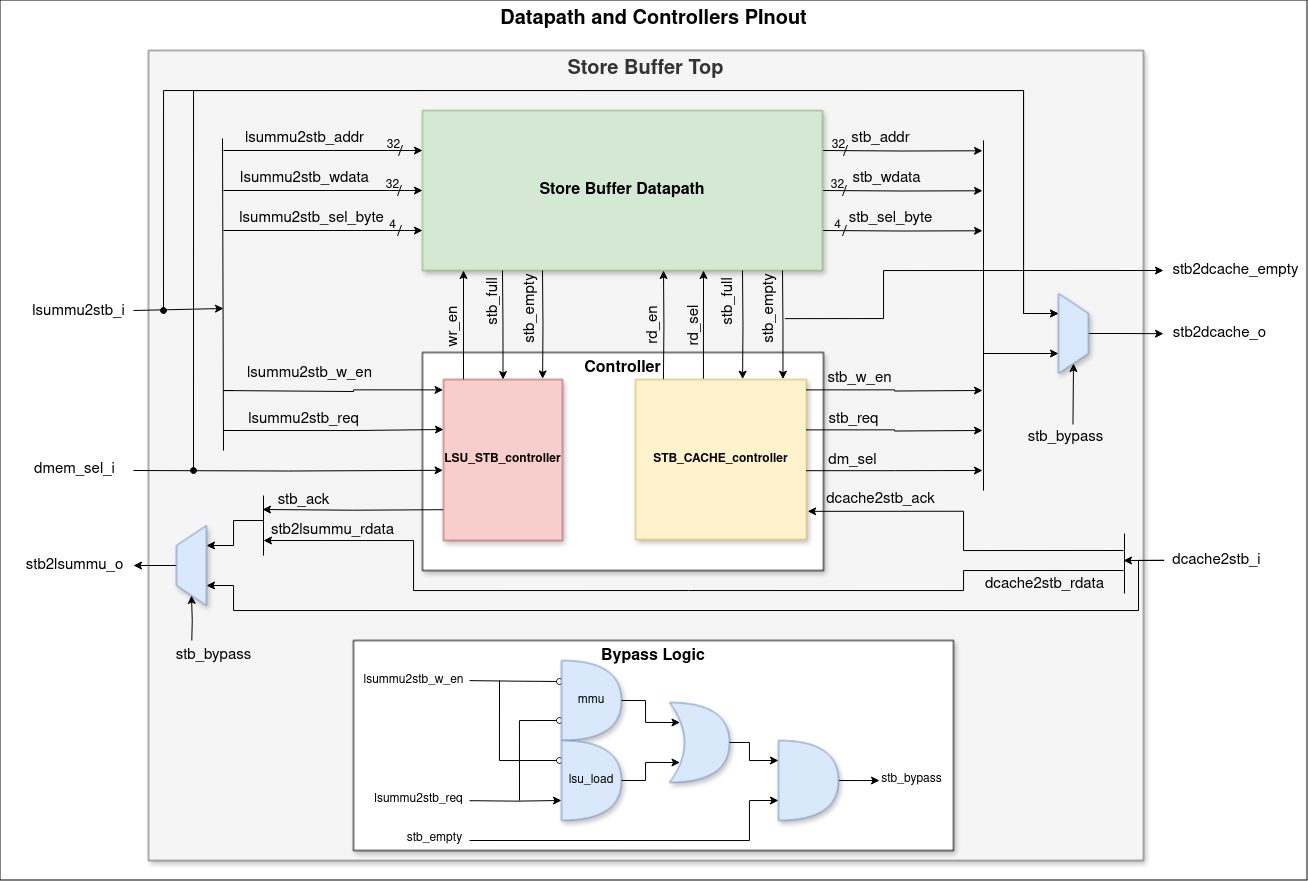 Datapath and Controllers PInout
Store Buffer Top
lsummu2stb_addr
32
32
stb_addr
lsummu2stb_wdata
32
Store Buffer Datapath
32
stb_wdata
lsummu2stb_sel_byte
4
4
stb_sel_byte
stb2dcache_empty
wr_en
stb_full
stb_empty
rd_en
rd_sel
stb_full
stb_empty
lsummu2stb_i
stb2dcache_o
Controller
lsummu2stb_w_en
stb_w_en
lsummu2stb_req
stb_req
stb_bypass
dmem_sel_i
LSU_STB_controller
STB_CACHE_controller
dm_sel
stb_ack
dcache2stb_ack
stb2lsummu_rdata
stb2lsummu_o
dcache2stb_i
dcache2stb_rdata
stb_bypass
Bypass Logic
lsummu2stb_w_en
mmu
lsu_load
stb_bypass
lsummu2stb_req
stb_empty